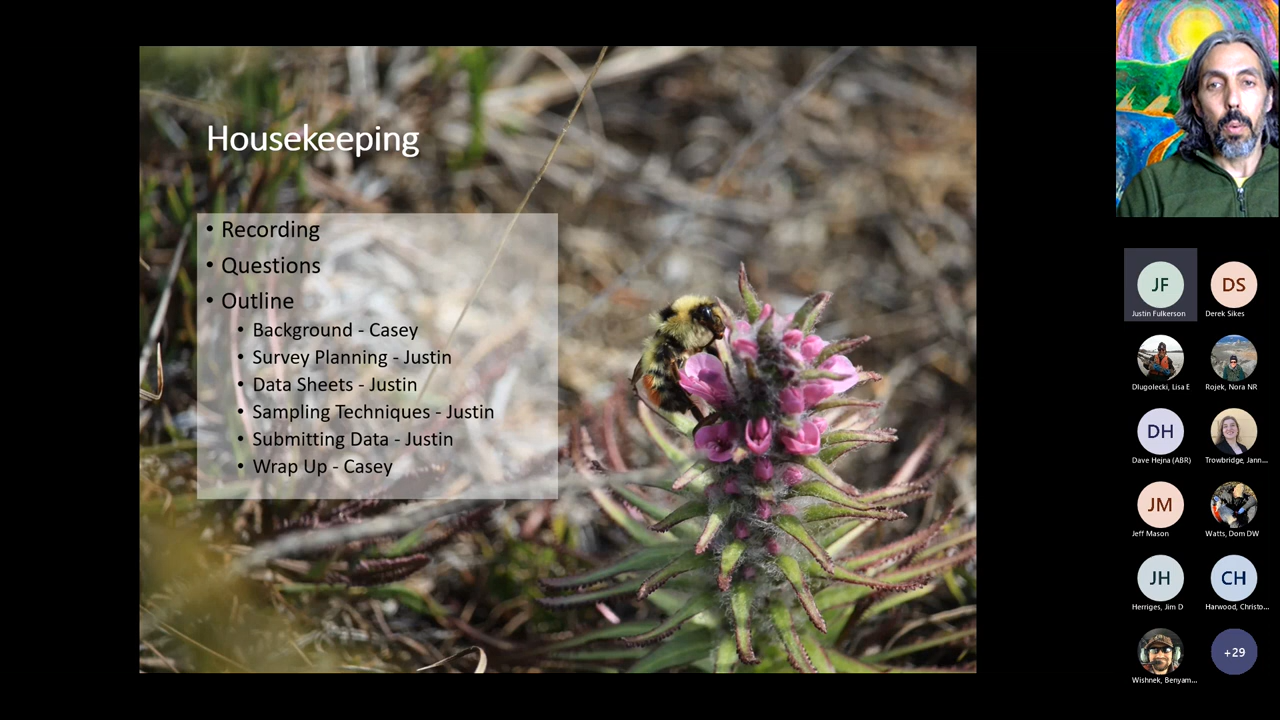 Housekeeping
• Recording
• Questions
• Outline
• Background - Casey
• Survey Planning - Justin
• Data Sheets - Justin
• Sampling Techniques - Justin
• Submitting Data - Justin
• Wrap Up - Casey
JF
DS
Justin Fulkerson
Derek Sikes
Dlugolecki, Lisa E
Rojek, Nora NR
DH
Dave Hejna (ABR)
Trowbridge, Jann...
JM
Jeff Mason
Watts, Dom DW
JH
CH
Herriges, Jim D
Harwood, Christo...
+29
Wishnek, Benyam...